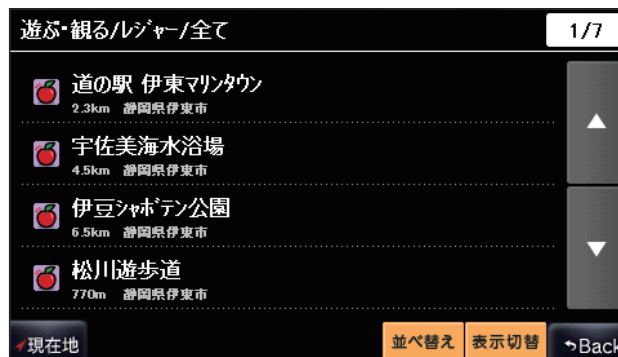 遊ぶ・観る/ﾚｼﾞｬｰ/全て
1/7
道の駅 伊東ﾏﾘﾝﾀｳﾝ
2.3km 静岡県伊東市
宇佐美海水浴場
4.5km 静岡県伊東市
伊豆ｼｬﾎﾞﾃﾝ公園
6.5km 静岡県伊東市
松川遊歩道
770m 静岡県伊東市
現在地
並べ替え
表示切替
Back